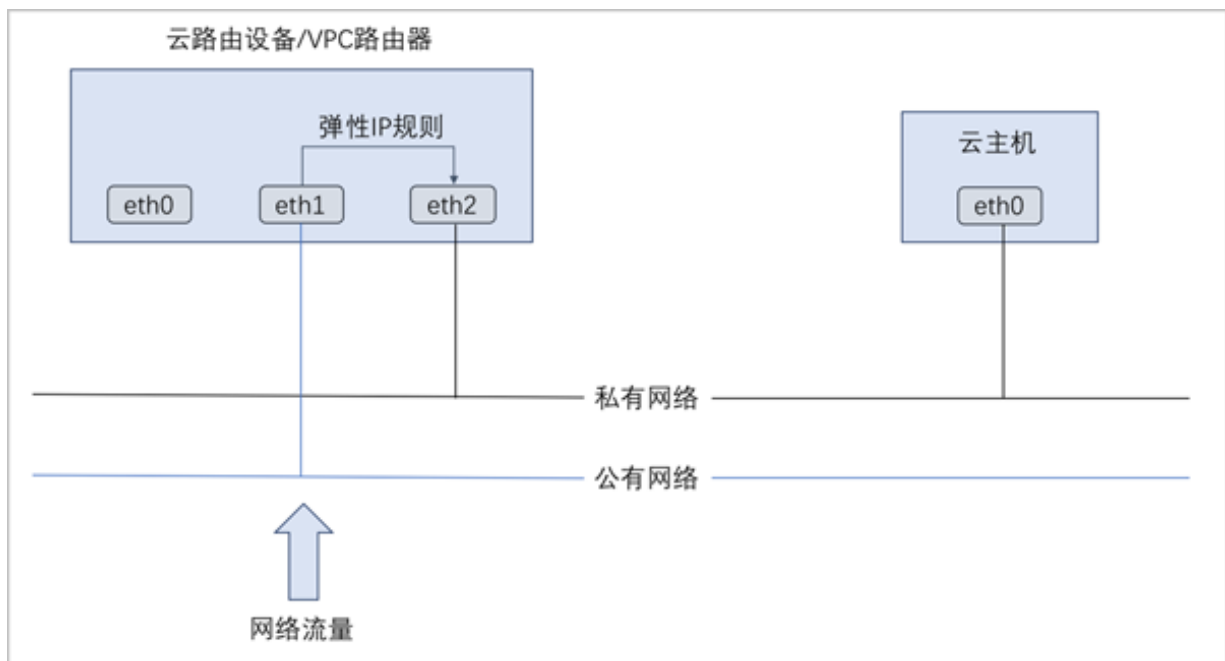 云路由设备/VPC路由器
弹性IP规则
云主机
eth0
eth1
eth2
eth0
私有网络
公有网络
网络流量